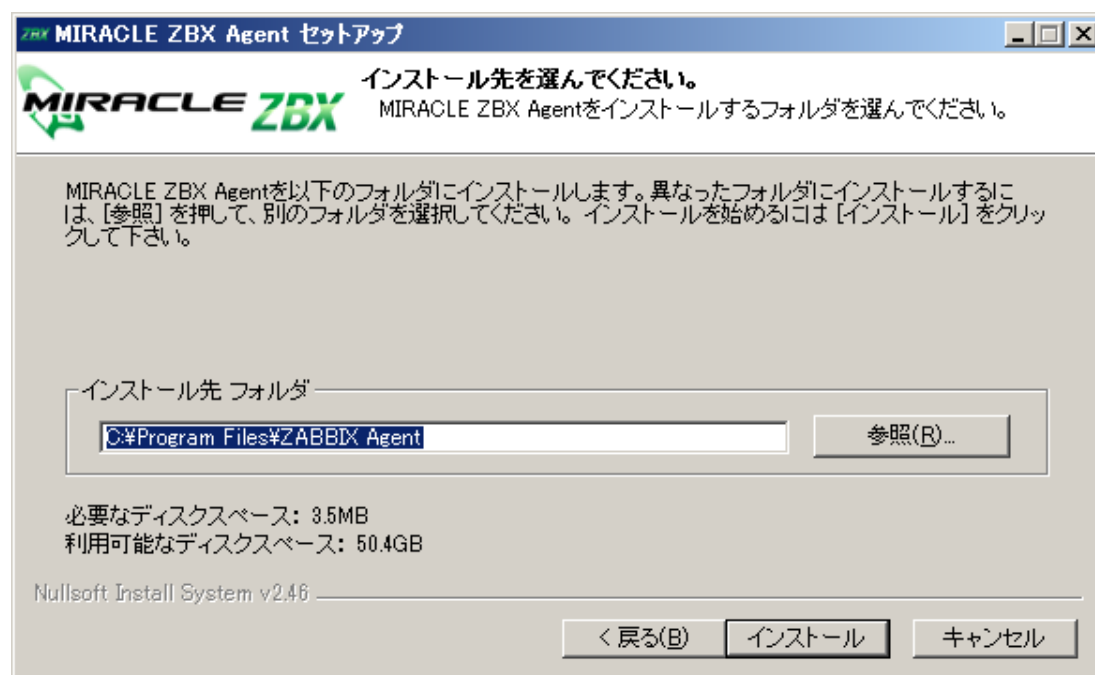 ZBX MIRACLE ZBX Agent セットアップ
MIRACLE ZBX
インストール先を選んでください。
MIRACLE ZBX Agentをインストールするフォルダを選んでください。
MIRACLE ZBX Agentを以下のフォルダにインストールします。異なったフォルダにインストールするに
は、[参照] を押して、別のフォルダを選択してください。インストールを始めるには [インストール] をクリッ
クして下さい。
インストール先 フォルダ
C:¥Program Files¥ZABBIX Agent
参照(R)...
必要なディスクスペース: 3.5MB
利用可能なディスクスペース: 50.4GB
Nullsoft Install System v2.46
< 戻る(B)
インストール
キャンセル